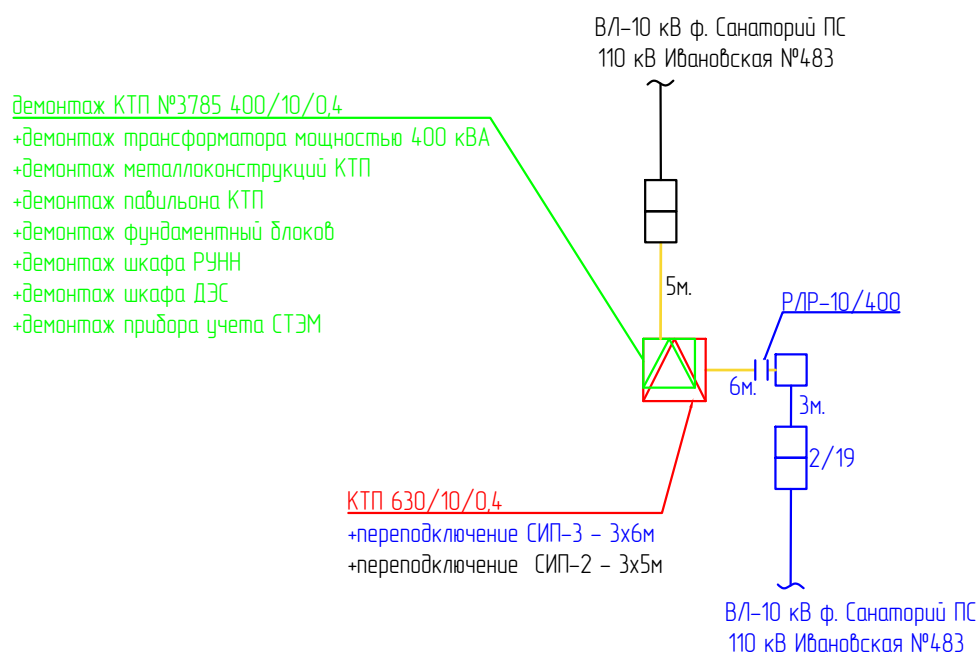 ВЛ-10 кВ ф. Санаторий ПС
110 кВ Ивановская №483
демонтаж КТП №3785 400/10/0,4
+демонтаж трансформатора мощностью 400 кВА
+демонтаж металлоконструкций КТП
+демонтаж павильона КТП
+демонтаж фундаментный блоков
+демонтаж шкафа РУНН
+демонтаж шкафа ДЭС
+демонтаж прибора учета СТЭМ
5м.
РЛР-10/400
6м.
3м.
2/19
КТП 630/10/0,4
+переподключение СИП-3 - 3х6м
+переподключение СИП-2 - 3х5м
ВЛ-10 кВ ф. Санаторий ПС
110 кВ Ивановская №483